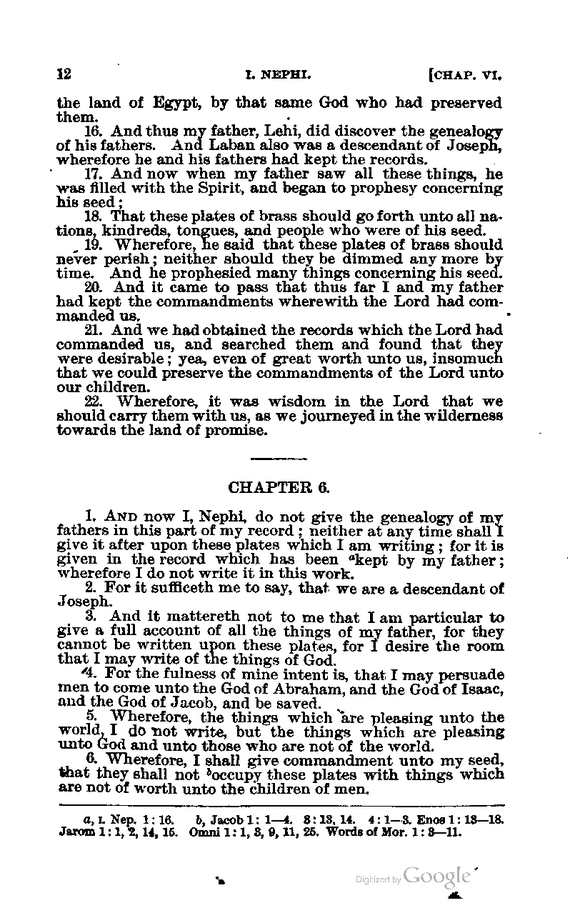 12 I. NEPHI. [CHAP. VI.
the land of Egypt, by that same God who had preserved
them.
16. And thus my father, Lehi, did discover the genealogy
of his fathers. And Laban also was a descendant of Joseph,
wherefore he and his fathers had kept the records.
17. And now when my father saw all these things, he
was filled with the Spirit, and began to prophesy concerning
his seed;
18. That these plates of brass should go forth unto all na-
tions, kindreds, tongues, and people who were of his seed.
19. Wherefore, he said that these plates of brass should
never perish; neither should they be dimmed any more by
time. And he prophesied many things concerning his seed.
20. And it came to pass that thus far I and my father
had kept the commandments wherewith the Lord had com-
manded us.
21. And we had obtained the records which the Lord had
commanded us, and searched them and found that they
were desirable; yea, even of great worth unto us, insomuch
that we could preserve the commandments of the Lord unto
our children.
22. Wherefore, it was wisdom in the Lord that we
should carry them with us, as we journeyed in the wilderness
towards the land of promise.
CHAPTER 6.
1. AND now I, Nephi, do not give the genealogy of my
fathers in this part of my record; neither at any time shall I
give it after upon these plates which I am writing; for it is
given in the record which has been akept by my father;
wherefore I do not write it in this work.
2. For it sufficeth me to say, that we are a descendant of
Joseph.
3. And it mattereth not to me that I am particular to
give a full account of all the things of my father, for they
cannot be written upon these plates, for I desire the room
that I may write of the things of God.
4. For the fulness of mine intent is, that I may persuade
men to come unto the God of Abraham, and the God of Isaac,
and the God of Jacob, and be saved.
5. Wherefore, the things which are pleasing unto the
world, I do not write, but the things which are pleasing
unto God and unto those who are not of the world.
6. Wherefore, I shall give commandment unto my seed,
that they shall not boccupy these plates with things which
are not of worth unto the children of men.
a, I. Nep. 1:16. b, Jacob 1: 1—4. 3:13, 14. 4:1—3. Enos 1:13—18.
Jarom 1:1, 2, 14, 15. Omni 1:1, 3, 9, 11, 25. Words of Mor. 1:3—11.
Digitized by Google